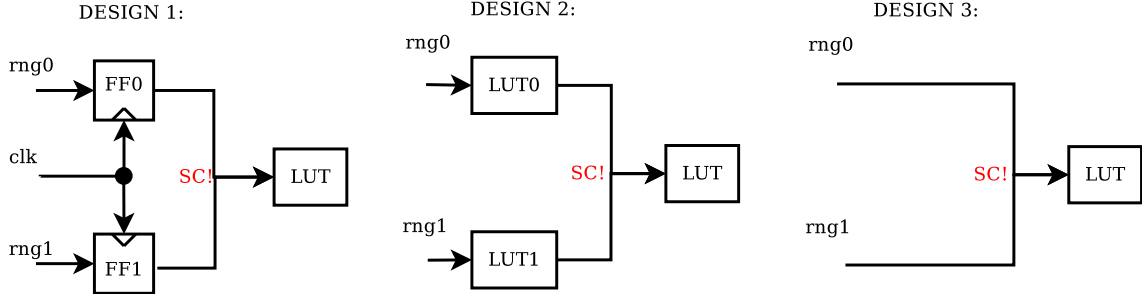 DESIGN 1:
rng0
FF0
clk
SC!
LUT
rng1
FF1
DESIGN 2:
rng0
LUT0
SC!
LUT
rng1
LUT1
DESIGN 3:
rng0
SC!
LUT
rng1